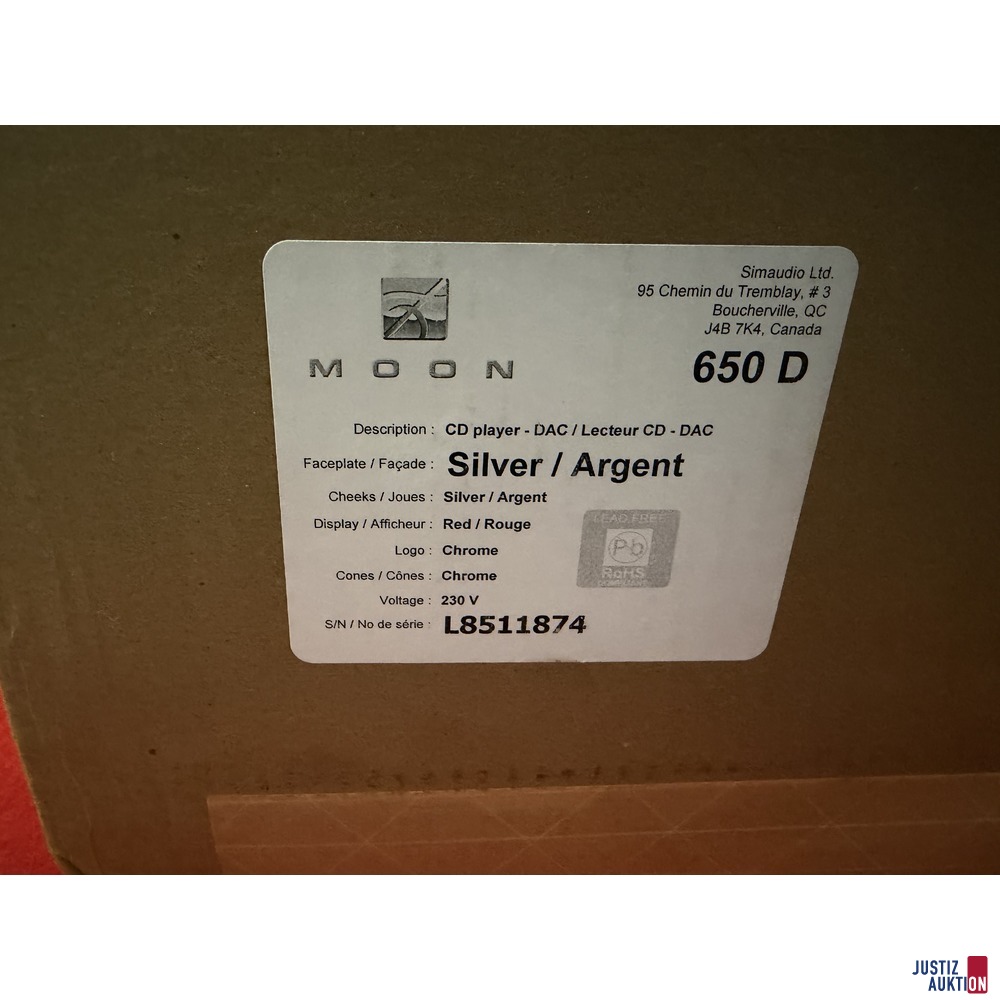 Simaudio Ltd.
95 Chemin du Tremblay, # 3
Boucherville, QC
J4B 7K4, Canada
MOON
650 D
Description : CD player - DAC / Lecteur CD - DAC
Faceplate / Façade : Silver / Argent
Cheeks / Joues : Silver / Argent
Display / Afficheur : Red / Rouge
Logo : Chrome
Cones / Cônes : Chrome
Voltage : 230 V
S/N / No de série : L8511874
LEAD FREE
Pb
RoHS
JUSTIZ
AUKTION